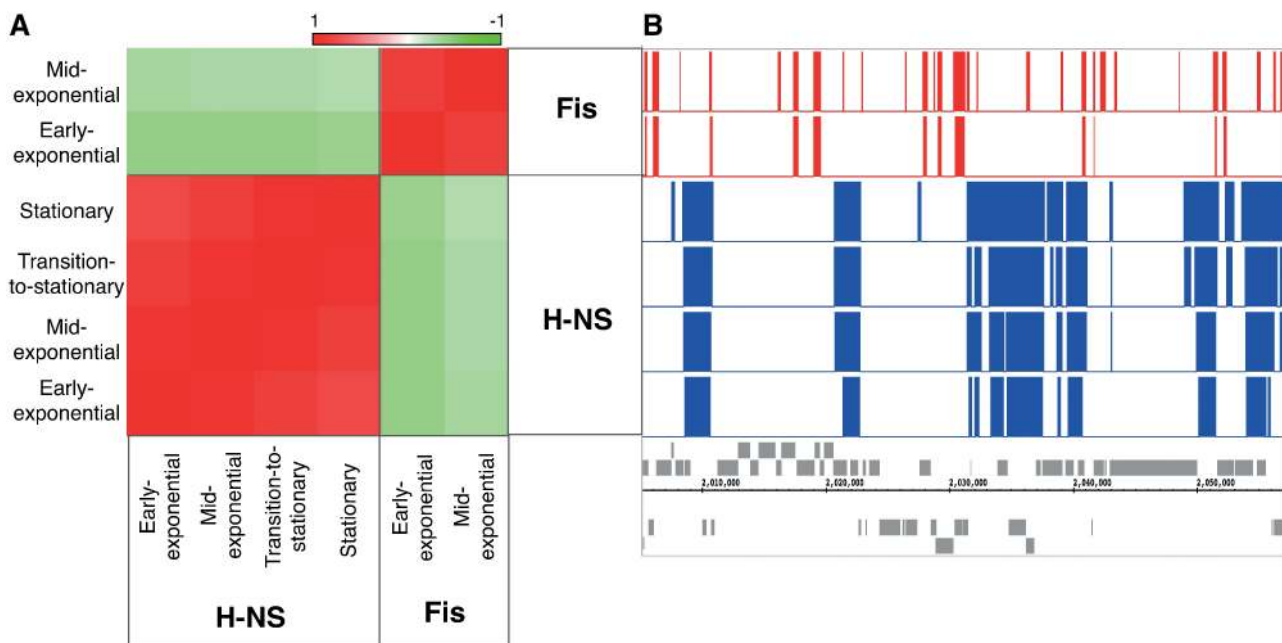 A
1
-1
B
Mid-
exponential
Early-
exponential
Stationary
Transition-
to-stationary
Mid-
exponential
Early-
exponential
Fis
H-NS
Early-
exponential
Mid-
exponential
Transition-to-
stationary
Stationary
Early-
exponential
Mid-
exponential
H-NS
Fis
2,010,000
2,020,000
2,030,000
2,040,000
2,050,000